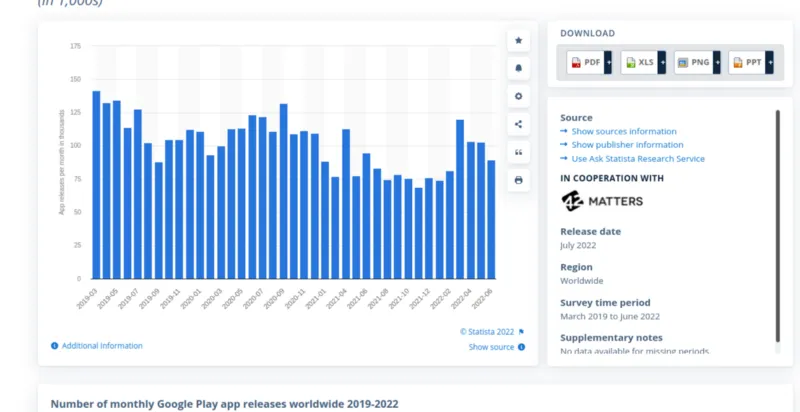 (in 1,000s)
175
150
125
100
75
50
25
0
App releases per month in thousands
2019-03
2019-05
2019-07
2019-09
2019-11
2020-01
2020-03
2020-05
2020-07
2020-09
2020-11
2021-01
2021-04
2021-06
2021-08
2021-10
2021-12
2022-02
2022-04
2022-06
© Statista 2022
Additional Information
Show source
DOWNLOAD
PDF +
XLS +
PNG +
PPT +
Source
→ Show sources information
→ Show publisher information
→ Use Ask Statista Research Service
IN COOPERATION WITH
42 MATTERS
Release date
July 2022
Region
Worldwide
Survey time period
March 2019 to June 2022
Supplementary notes
No data available for missing periods.
Number of monthly Google Play app releases worldwide 2019-2022